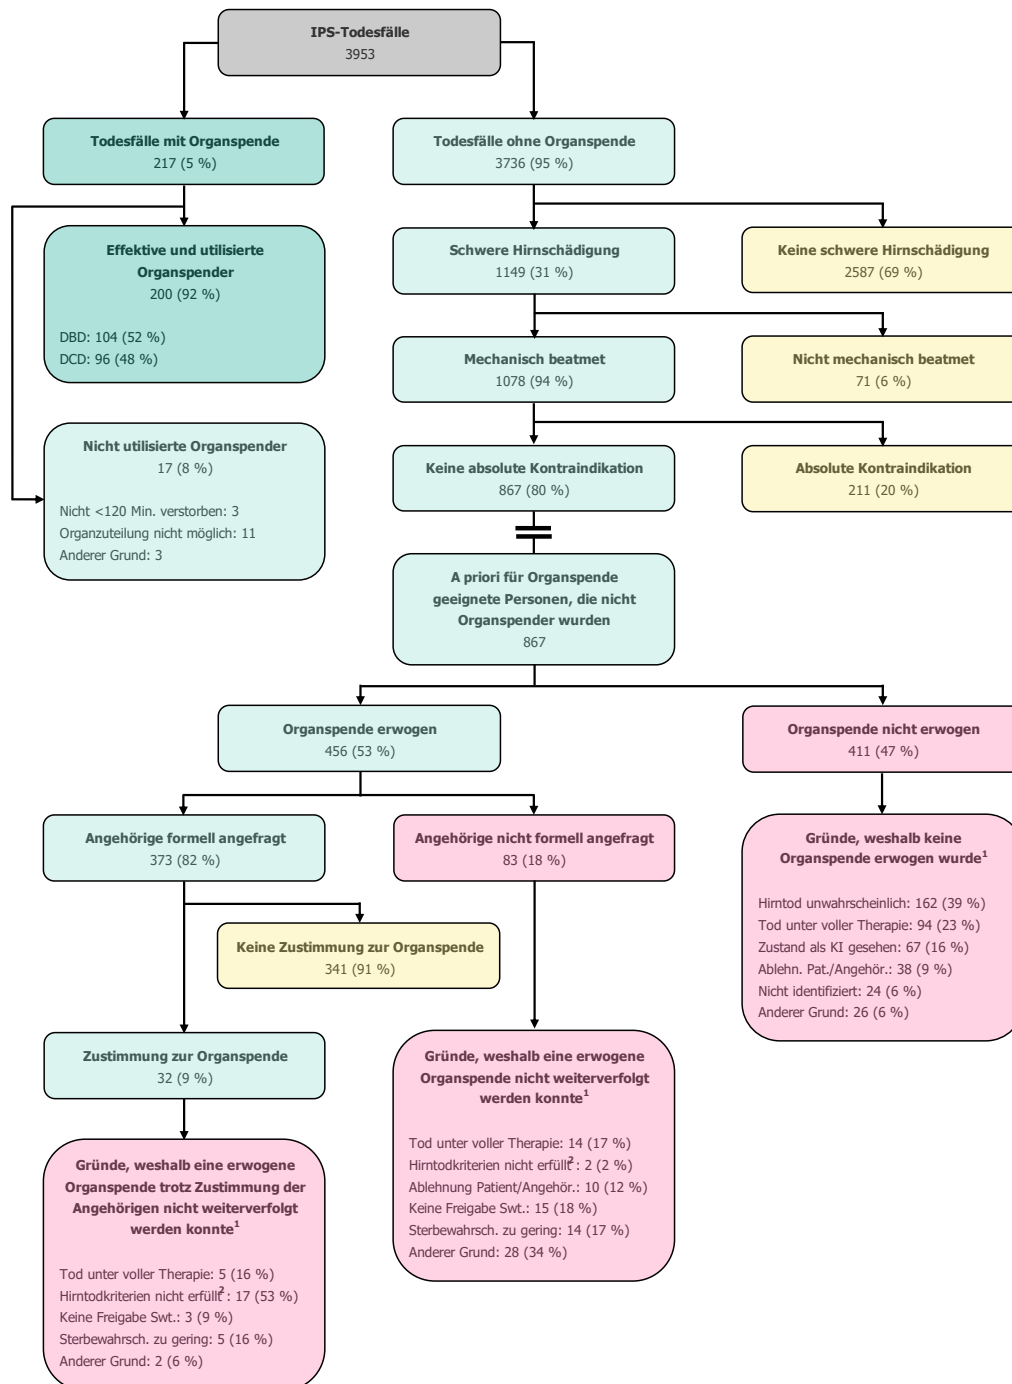 IPS-Todesfälle
3953
Todesfälle mit Organspende
217 (5 %)
Todesfälle ohne Organspende
3736 (95 %)
Effektive und utilisierte
Organspender
200 (92 %)
DBD: 104 (52 %)
DCD: 96 (48 %)
Schwere Hirnschädigung
1149 (31 %)
Keine schwere Hirnschädigung
2587 (69 %)
Mechanisch beatmet
1078 (94 %)
Nicht mechanisch beatmet
71 (6 %)
Nicht utilisierte Organspender
17 (8 %)
Nicht <120 Min. verstorben: 3
Organzuteilung nicht möglich: 11
Anderer Grund: 3
Keine absolute Kontraindikation
867 (80 %)
Absolute Kontraindikation
211 (20 %)
A priori für Organspende
geeignete Personen, die nicht
Organspender wurden
867
Organspende erwogen
456 (53 %)
Organspende nicht erwogen
411 (47 %)
Angehörige formell angefragt
373 (82 %)
Angehörige nicht formell angefragt
83 (18 %)
Gründe, weshalb keine
Organspende erwogen wurde¹
Hirntod unwahrscheinlich: 162 (39 %)
Tod unter voller Therapie: 94 (23 %)
Zustand als KI gesehen: 67 (16 %)
Ablehn. Pat./Angehör.: 38 (9 %)
Nicht identifiziert: 24 (6 %)
Anderer Grund: 26 (6 %)
Keine Zustimmung zur Organspende
341 (91 %)
Zustimmung zur Organspende
32 (9 %)
Gründe, weshalb eine erwogene
Organspende nicht weiterverfolgt
werden konnte¹
Tod unter voller Therapie: 14 (17 %)
Hirntodkriterien nicht erfüllt²: 2 (2 %)
Ablehnung Patient/Angehör.: 10 (12 %)
Keine Freigabe Swt.: 15 (18 %)
Sterbewahrsch. zu gering: 14 (17 %)
Anderer Grund: 28 (34 %)
Gründe, weshalb eine erwogene
Organspende trotz Zustimmung der
Angehörigen nicht weiterverfolgt
werden konnte¹
Tod unter voller Therapie: 5 (16 %)
Hirntodkriterien nicht erfüllt²: 17 (53 %)
Keine Freigabe Swt.: 3 (9 %)
Sterbewahrsch. zu gering: 5 (16 %)
Anderer Grund: 2 (6 %)